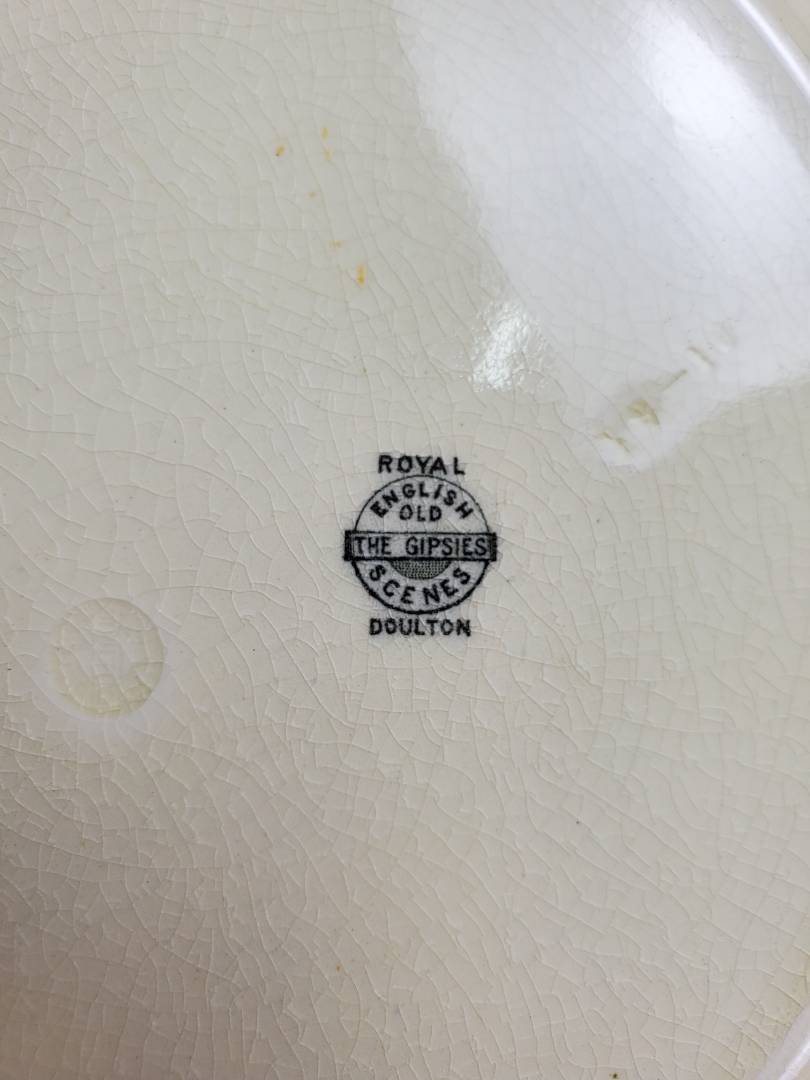 ROYAL
ENGLISH
OLD
THE GIPSIES
SCENES
DOULTON